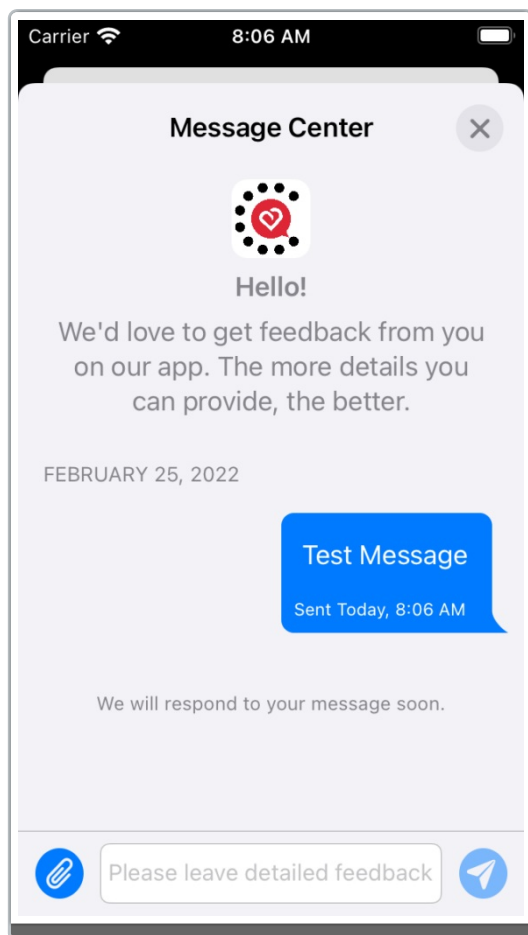 Carrier 8:06 AM
Message Center
Hello!
We'd love to get feedback from you
on our app. The more details you
can provide, the better.
FEBRUARY 25, 2022
Test Message
Sent Today, 8:06 AM
We will respond to your message soon.
Please leave detailed feedback